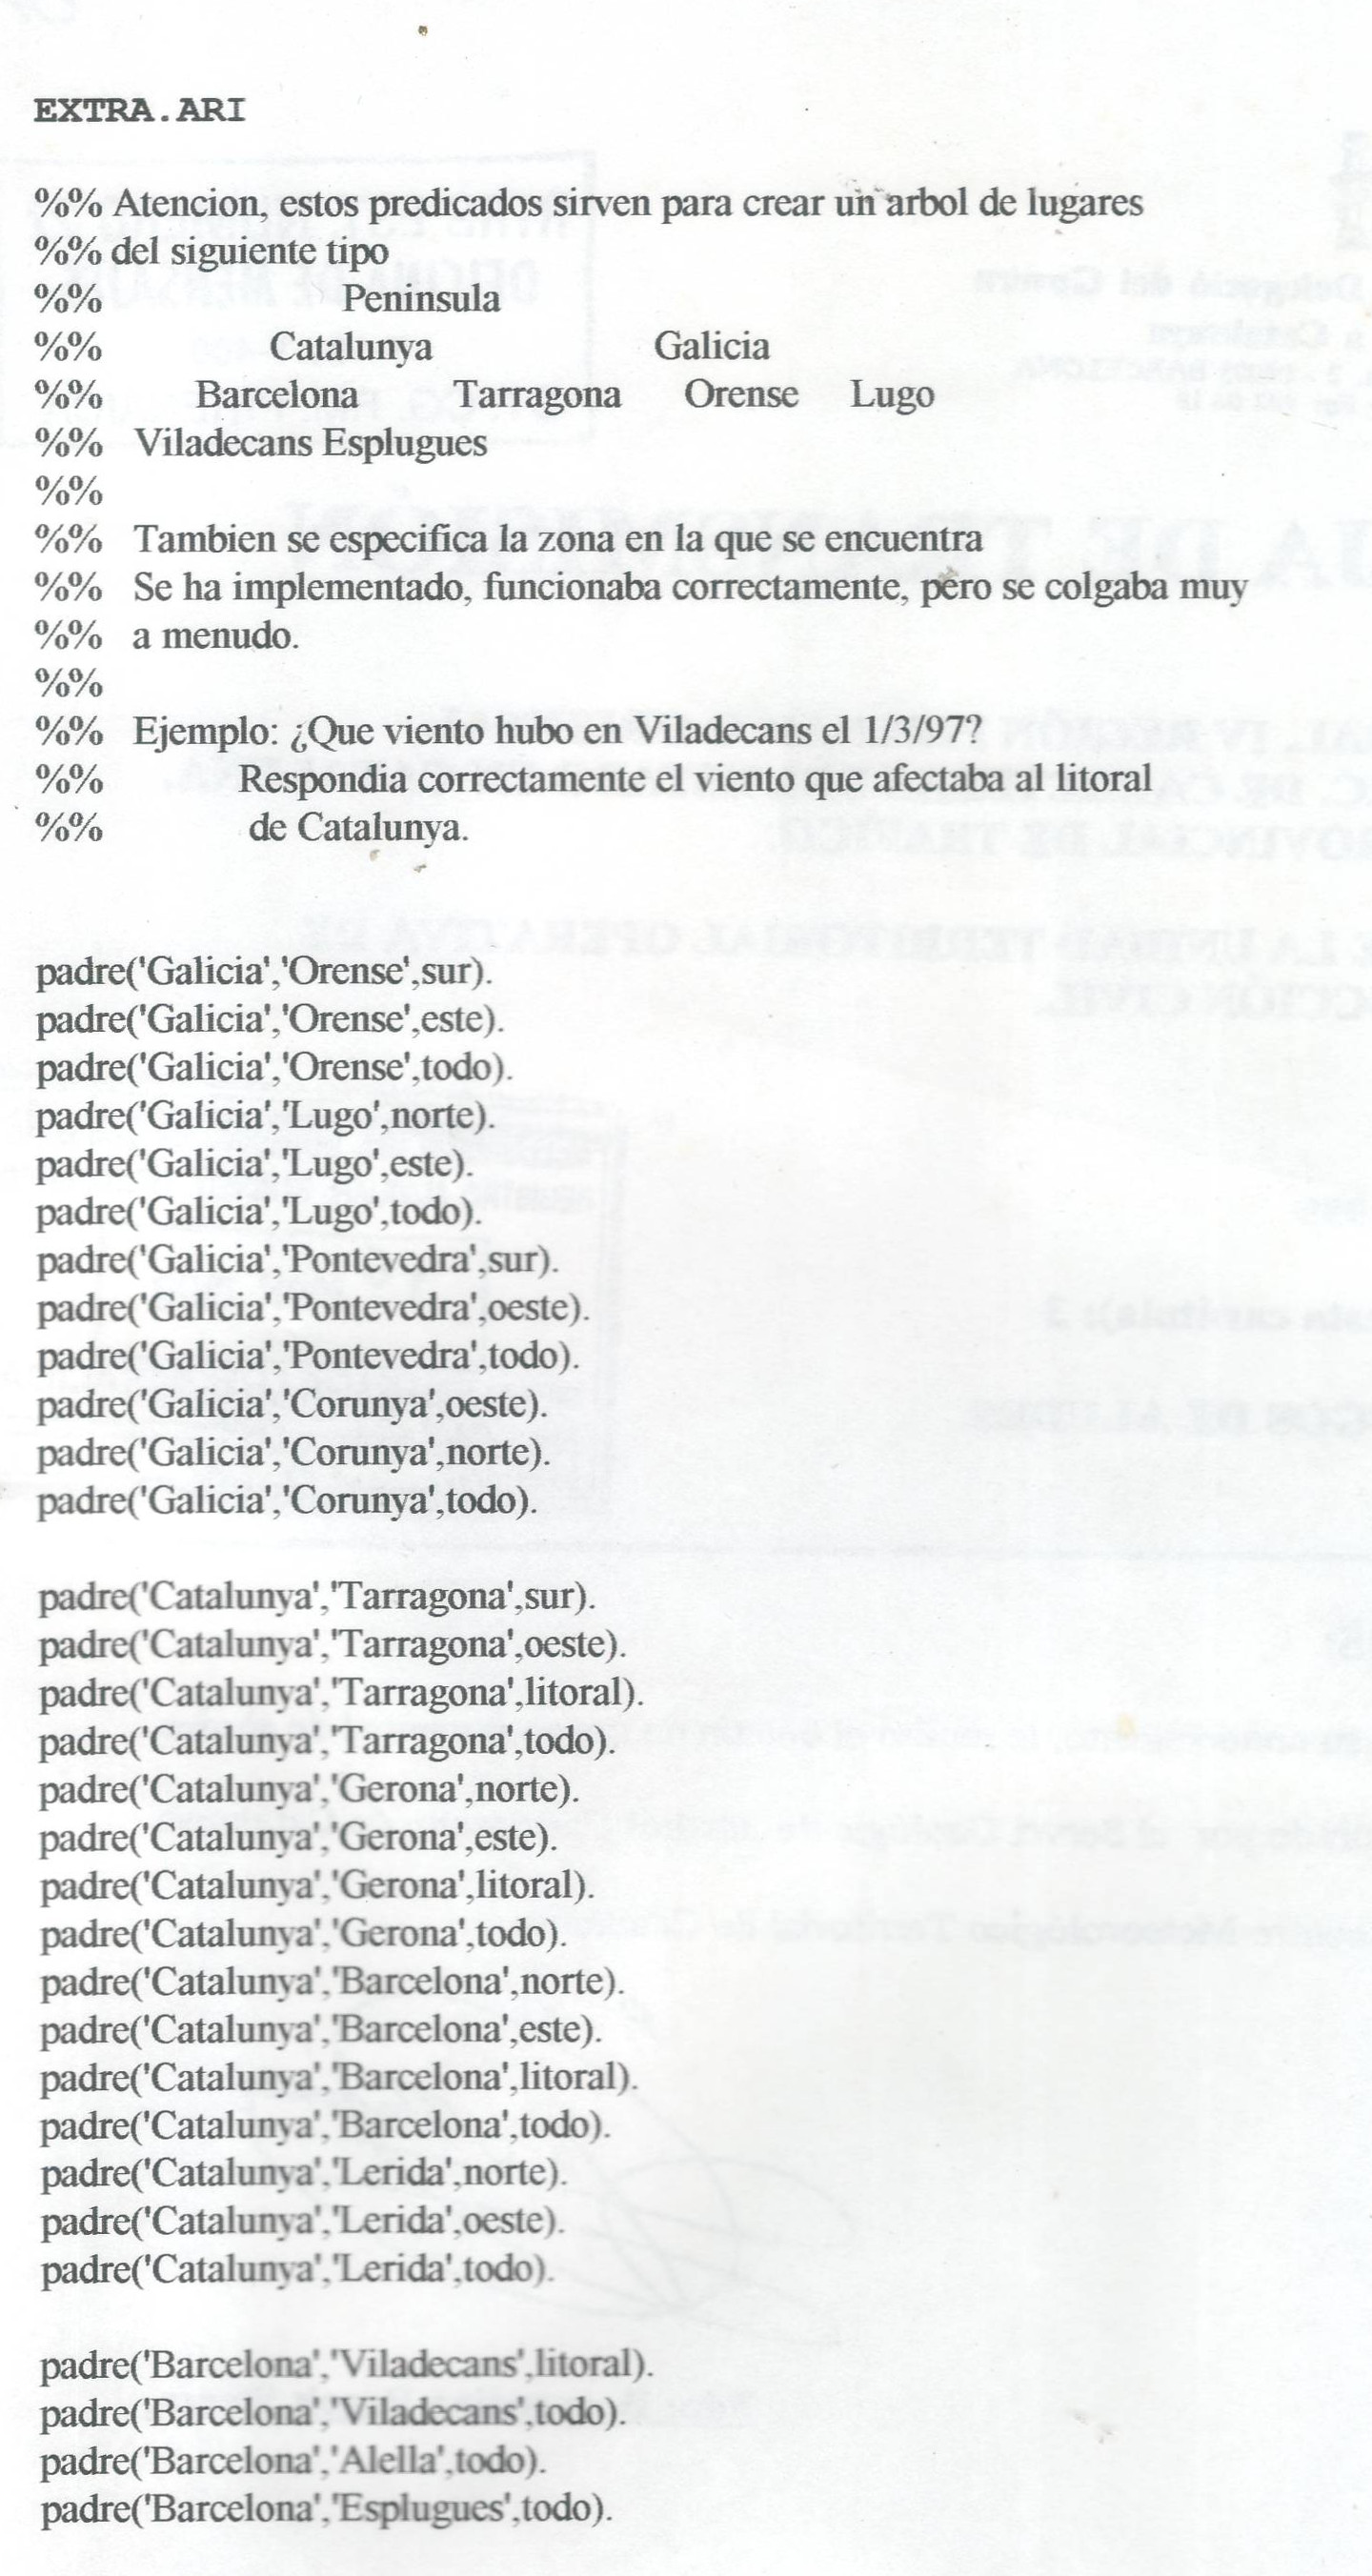 EXTRA.ARI
%% Atencion, estos predicados sirven para crear un arbol de lugares
%% del siguiente tipo
%% Peninsula
%% Catalunya Galicia
%% Barcelona Tarragona Orense Lugo
%% Viladecans Esplugues
%%
%% Tambien se especifica la zona en la que se encuentra
%% Se ha implementado, funcionaba correctamente, pero se colgaba muy
%% a menudo.
%%
%% Ejemplo: ¿Que viento hubo en Viladecans el 1/3/97?
%% Respondia correctamente el viento que afectaba al litoral
%% de Catalunya.
padre('Galicia','Orense',sur).
padre('Galicia','Orense',este).
padre('Galicia','Orense',todo).
padre('Galicia','Lugo',norte).
padre('Galicia','Lugo',este).
padre('Galicia','Lugo',todo).
padre('Galicia','Pontevedra',sur).
padre('Galicia','Pontevedra',oeste).
padre('Galicia','Pontevedra',todo).
padre('Galicia','Corunya',oeste).
padre('Galicia','Corunya',norte).
padre('Galicia','Corunya',todo).
padre('Catalunya','Tarragona',sur).
padre('Catalunya','Tarragona',oeste).
padre('Catalunya','Tarragona',litoral).
padre('Catalunya','Tarragona',todo).
padre('Catalunya','Gerona',norte).
padre('Catalunya','Gerona',este).
padre('Catalunya','Gerona',litoral).
padre('Catalunya','Gerona',todo).
padre('Catalunya','Barcelona',norte).
padre('Catalunya','Barcelona',este).
padre('Catalunya','Barcelona',litoral).
padre('Catalunya','Barcelona',todo).
padre('Catalunya','Lerida',norte).
padre('Catalunya','Lerida',oeste).
padre('Catalunya','Lerida',todo).
padre('Barcelona','Viladecans',litoral).
padre('Barcelona','Viladecans',todo).
padre('Barcelona','Alella',todo).
padre('Barcelona','Esplugues',todo).